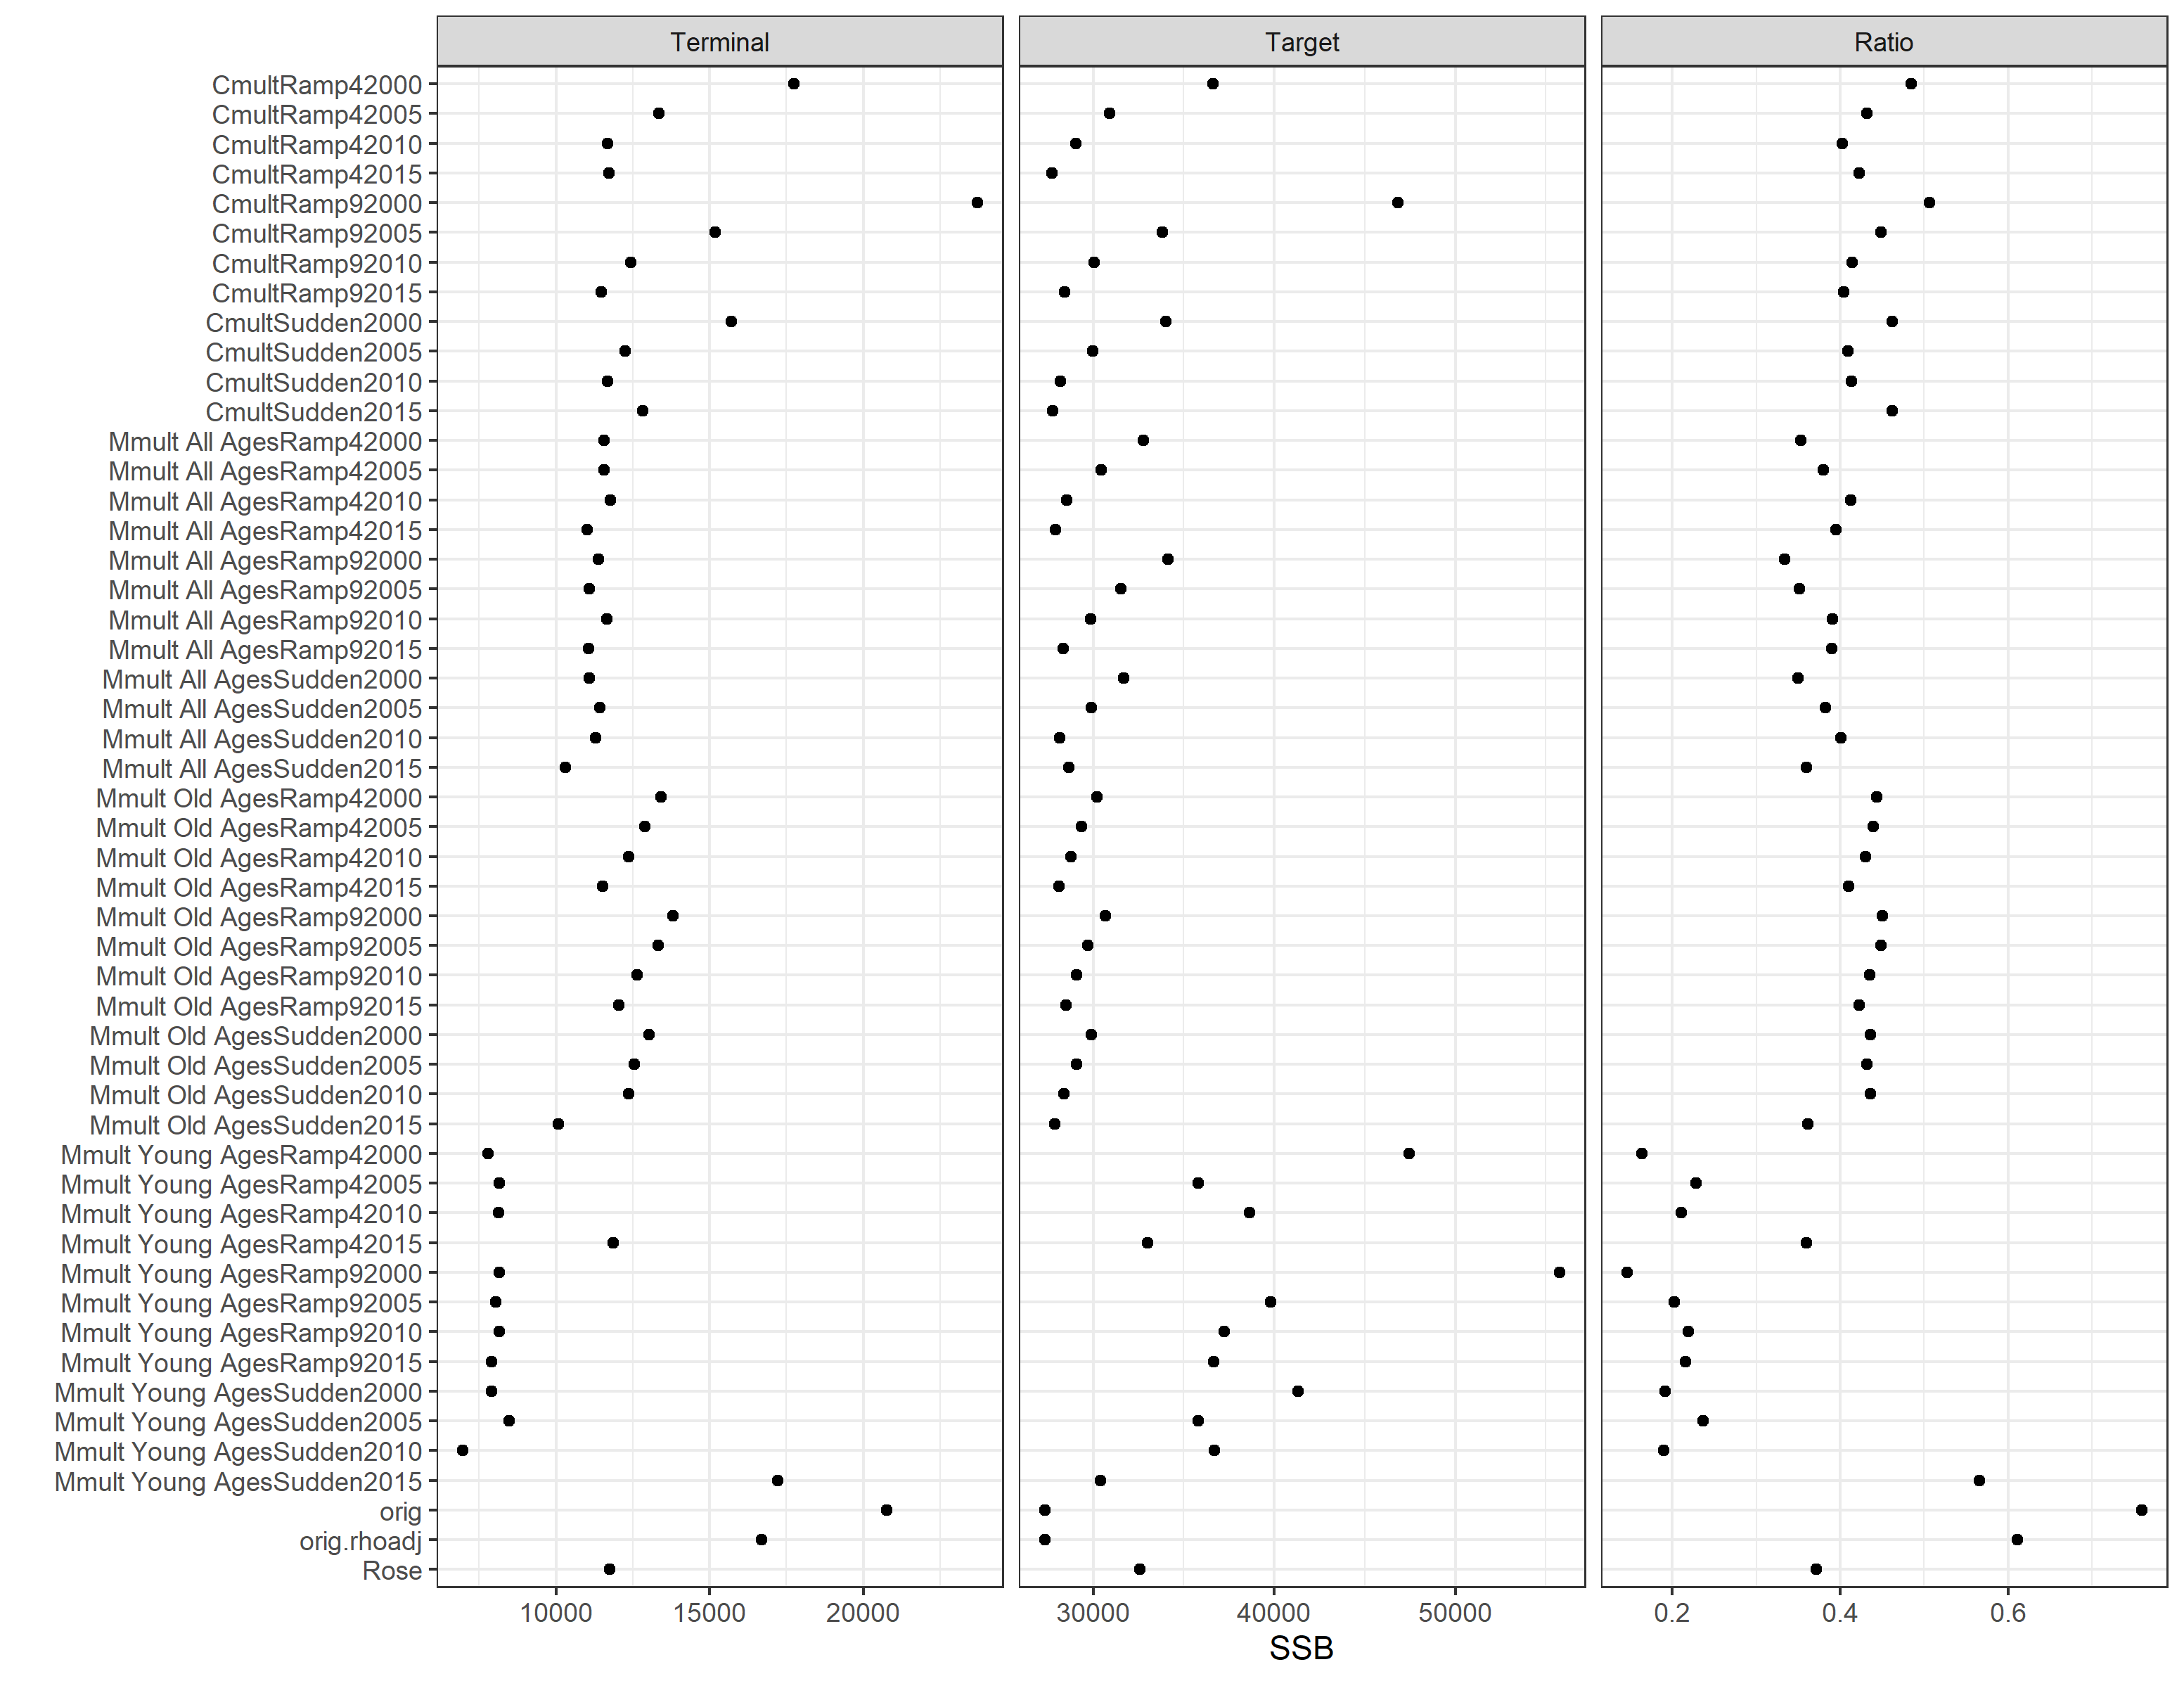 Terminal Target Ratio
CmultRamp42000
CmultRamp42005
CmultRamp42010
CmultRamp42015
CmultRamp92000
CmultRamp92005
CmultRamp92010
CmultRamp92015
CmultSudden2000
CmultSudden2005
CmultSudden2010
CmultSudden2015
Mmult All AgesRamp42000
Mmult All AgesRamp42005
Mmult All AgesRamp42010
Mmult All AgesRamp42015
Mmult All AgesRamp92000
Mmult All AgesRamp92005
Mmult All AgesRamp92010
Mmult All AgesRamp92015
Mmult All AgesSudden2000
Mmult All AgesSudden2005
Mmult All AgesSudden2010
Mmult All AgesSudden2015
Mmult Old AgesRamp42000
Mmult Old AgesRamp42005
Mmult Old AgesRamp42010
Mmult Old AgesRamp42015
Mmult Old AgesRamp92000
Mmult Old AgesRamp92005
Mmult Old AgesRamp92010
Mmult Old AgesRamp92015
Mmult Old AgesSudden2000
Mmult Old AgesSudden2005
Mmult Old AgesSudden2010
Mmult Old AgesSudden2015
Mmult Young AgesRamp42000
Mmult Young AgesRamp42005
Mmult Young AgesRamp42010
Mmult Young AgesRamp42015
Mmult Young AgesRamp92000
Mmult Young AgesRamp92005
Mmult Young AgesRamp92010
Mmult Young AgesRamp92015
Mmult Young AgesSudden2000
Mmult Young AgesSudden2005
Mmult Young AgesSudden2010
Mmult Young AgesSudden2015
orig
orig.rhoadj
Rose
10000 15000 20000 30000 40000 50000 0.2 0.4 0.6
SSB